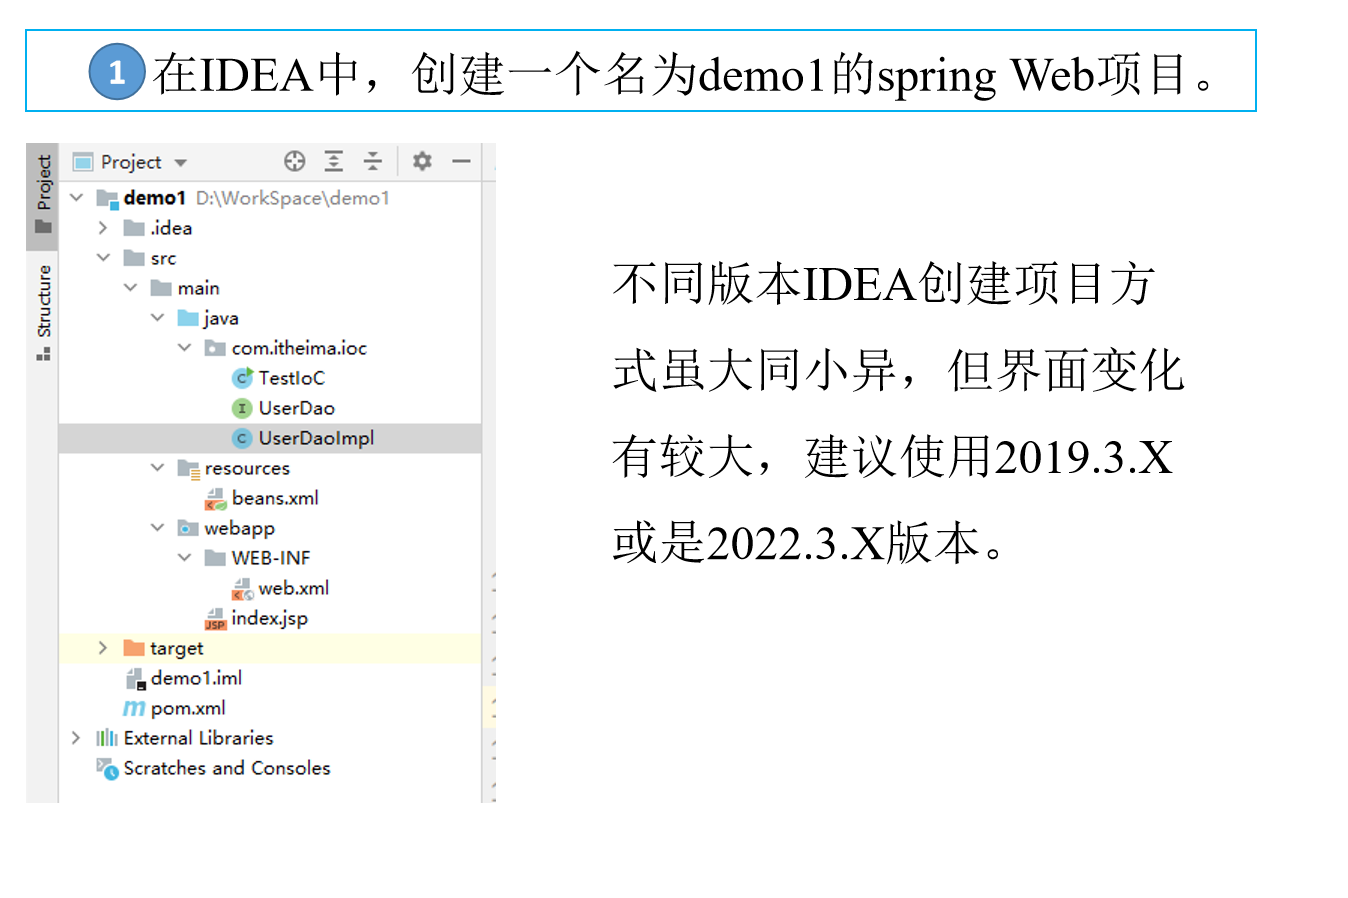 1 在IDEA中，创建一个名为demo1的spring Web项目。
Project
Structure
Project
demo1 D:\WorkSpace\demo1
.idea
src
main
java
com.itheima.ioc
TestIoC
UserDao
UserDaoImpl
resources
beans.xml
webapp
WEB-INF
web.xml
index.jsp
target
demo1.iml
pom.xml
External Libraries
Scratches and Consoles
不同版本IDEA创建项目方
式虽大同小异，但界面变化
有较大，建议使用2019.3.X
或是2022.3.X版本。